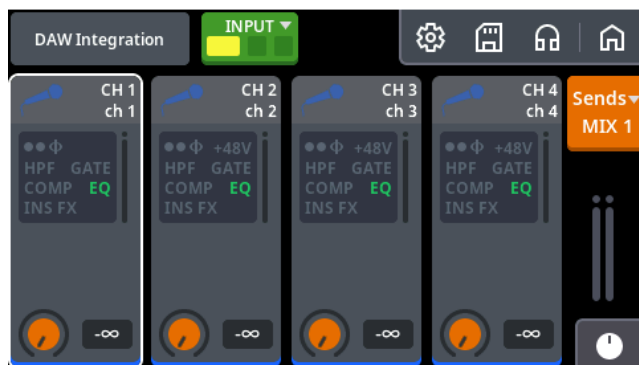 DAW Integration
INPUT
CH 1
ch 1
Φ
HPF GATE
COMP EQ
INS FX
-∞
CH 2
ch 2
Φ +48V
HPF GATE
COMP EQ
INS FX
-∞
CH 3
ch 3
Φ +48V
HPF GATE
COMP EQ
INS FX
-∞
CH 4
ch 4
Φ +48V
HPF GATE
COMP EQ
INS FX
-∞
Sends
MIX 1